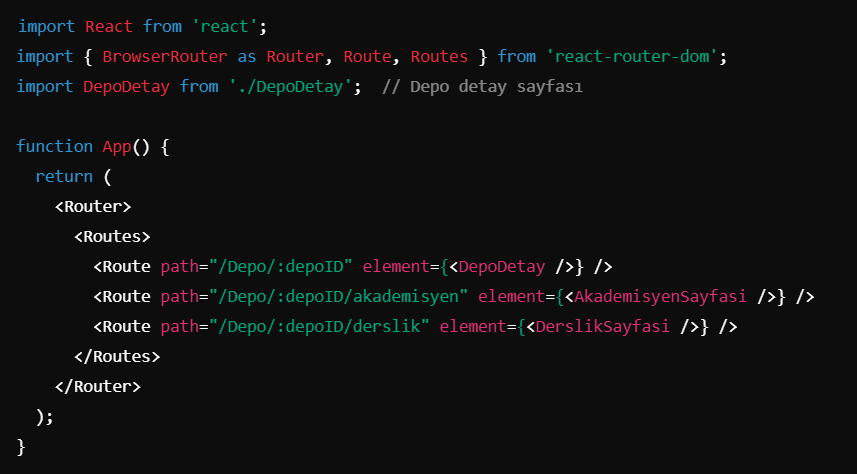 import React from 'react';
import { BrowserRouter as Router, Route, Routes } from 'react-router-dom';
import DepoDetay from './DepoDetay';  // Depo detay sayfası

function App() {
  return (
    <Router>
      <Routes>
        <Route path="/Depo/:depoID" element={<DepoDetay />} />
        <Route path="/Depo/:depoID/akademisyen" element={<AkademisyenSayfasi />} />
        <Route path="/Depo/:depoID/derslik" element={<DerslikSayfasi />} />
      </Routes>
    </Router>
  );
}